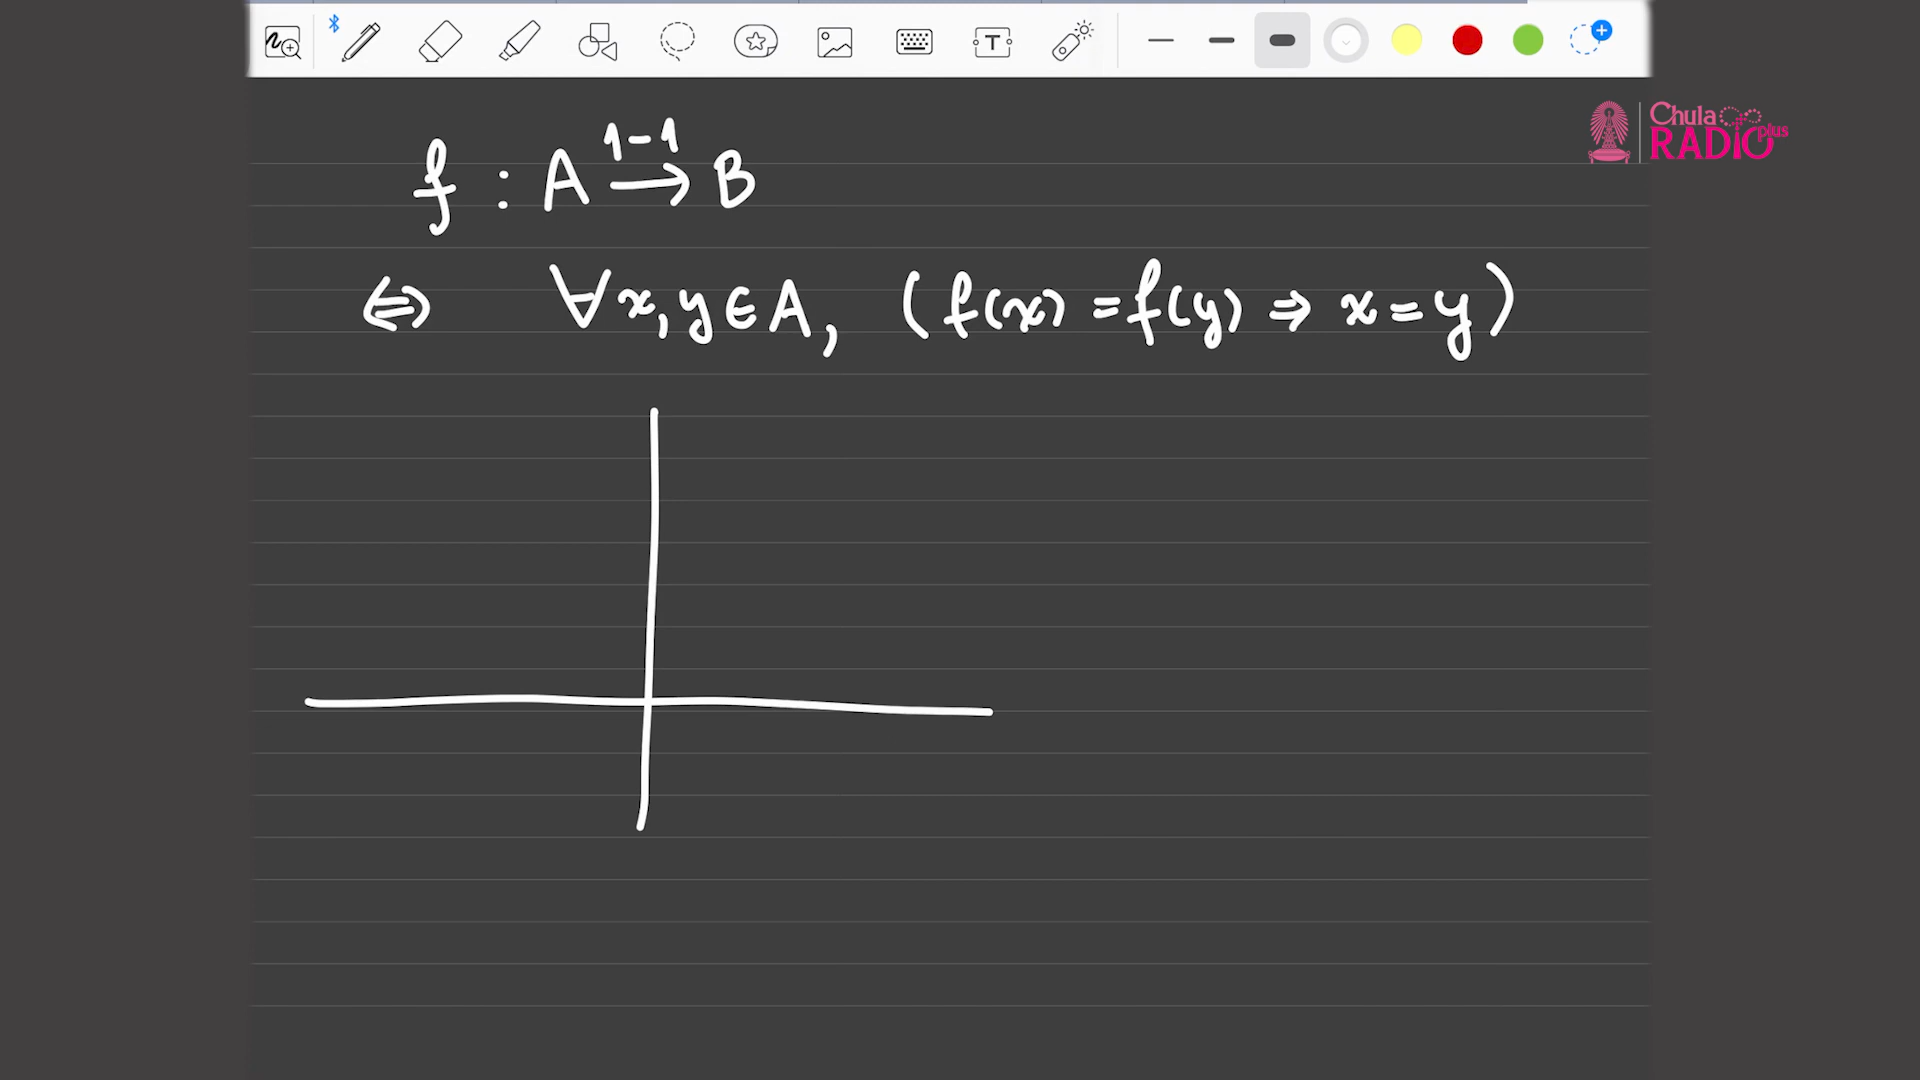 Chula
RADIO plus
f : A 1-1→ B
⇔ ∀x,y∈A, (f(x) = f(y) ⇒ x = y)
T